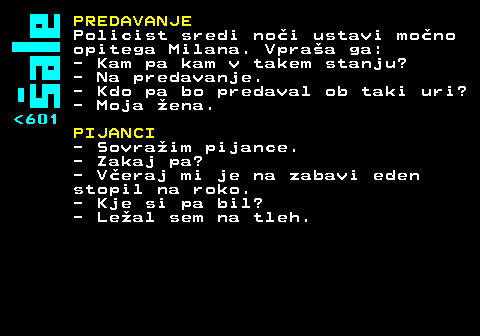 Šale
<601
PREDAVANJE
Policist sredi noči ustavi močno
opitega Milana. Vpraša ga:
- Kam pa kam v takem stanju?
- Na predavanje.
- Kdo pa bo predaval ob taki uri?
- Moja žena.
PIJANCI
- Sovražim pijance.
- Zakaj pa?
- Včeraj mi je na zabavi eden
stopil na roko.
- Kje si pa bil?
- Ležal sem na tleh.